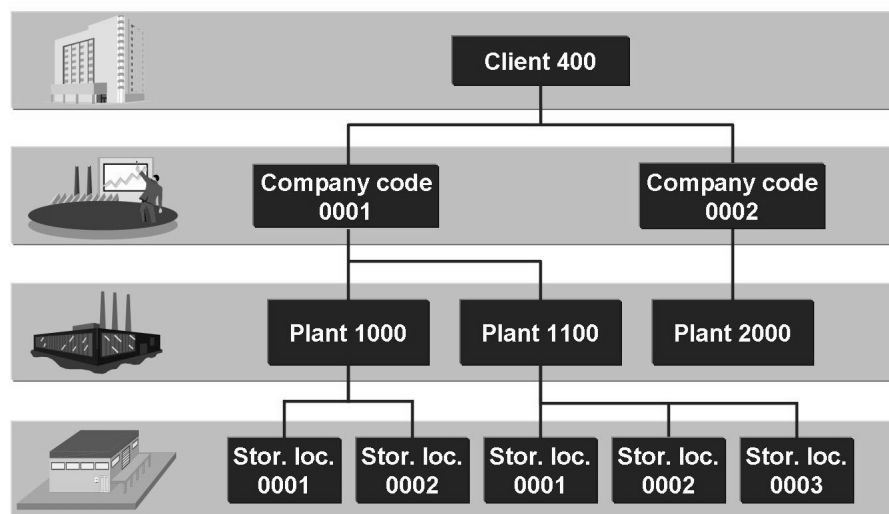 Client 400
Company code
0001
Company code
0002
Plant 1000
Plant 1100
Plant 2000
Stor. loc.
0001
Stor. loc.
0002
Stor. loc.
0001
Stor. loc.
0002
Stor. loc.
0003